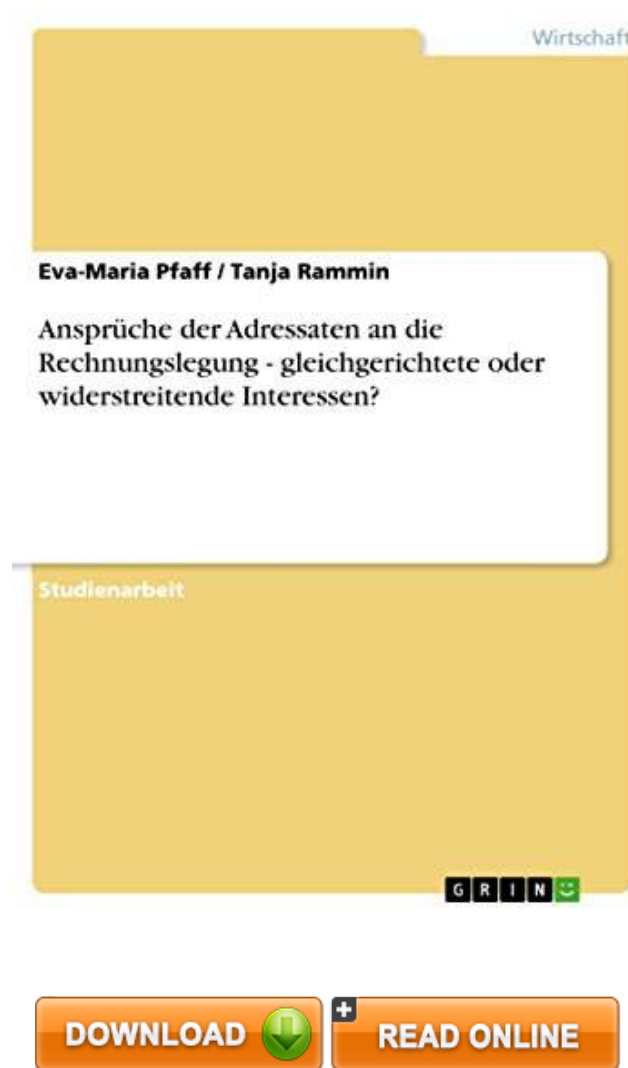 Wirtschaft
Eva-Maria Pfaff / Tanja Rammin
Ansprüche der Adressaten an die
Rechnungslegung - gleichgerichtete oder
widerstreitende Interessen?
Studienarbeit
GRIN
DOWNLOAD
READ ONLINE